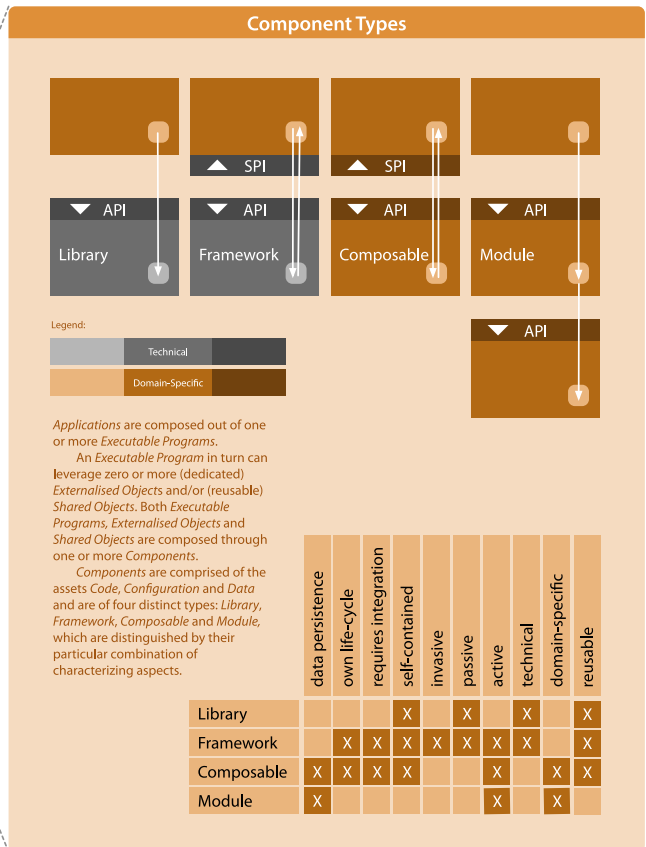 Component Types
SPI
SPI
API
API
API
API
Library
Framework
Composable
Module
API
Legend:
Technical
Domain-Specific
Applications are composed out of one
or more Executable Programs.
An Executable Program in turn can
leverage zero or more (dedicated)
Externalised Objects and/or (reusable)
Shared Objects. Both Executable
Programs, Externalised Objects and
Shared Objects are composed through
one or more Components.
Components are comprised of the
assets Code, Configuration and Data
and are of four distinct types: Library,
Framework, Composable and Module,
which are distinguished by their
particular combination of
characterizing aspects.
data persistence
own life-cycle
requires integration
self-contained
invasive
passive
active
technical
domain-specific
reusable
Library X X X X
Framework X X X X X X X X
Composable X X X X X X X
Module X X X